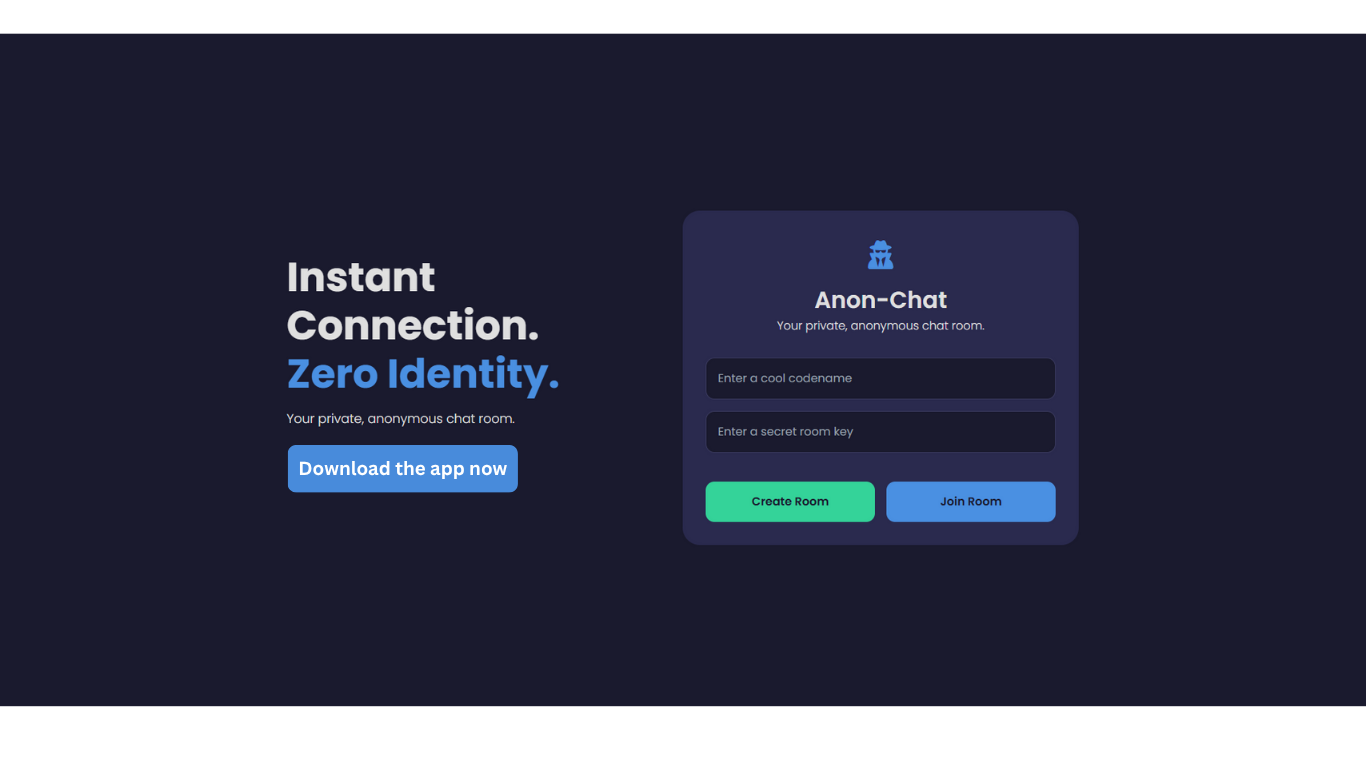 Instant
Connection.
Zero Identity.
Your private, anonymous chat room.
Download the app now
Anon-Chat
Your private, anonymous chat room.
Enter a cool codename
Enter a secret room key
Create Room
Join Room